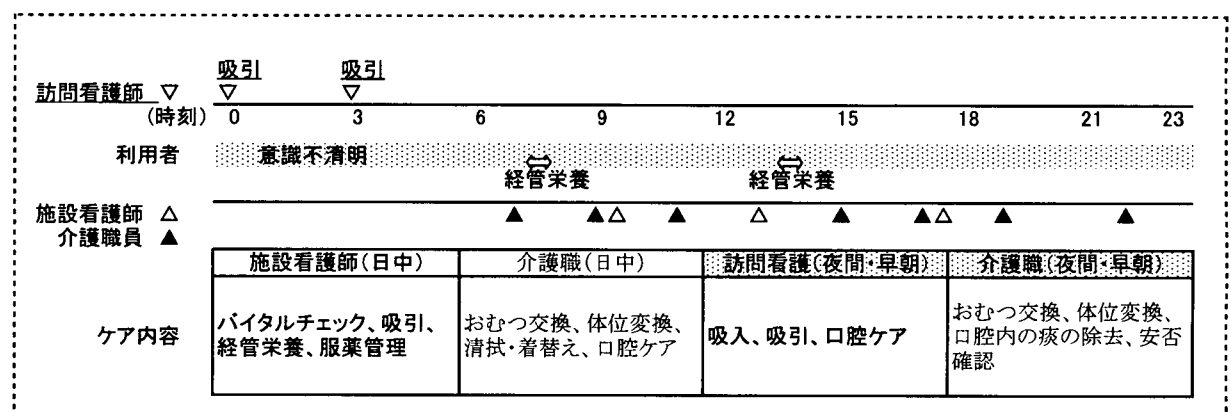 吸引 吸引
訪問看護師 ▽ ▽ ▽
(時刻) 0 3 6 9 12 15 18 21 23
利用者 意識不清明
経管栄養 経管栄養
施設看護師 △ △ △ △
介護職員 ▲ ▲ ▲ ▲ ▲ ▲ ▲ ▲
施設看護師(日中) 介護職(日中) 訪問看護(夜間・早朝) 介護職(夜間・早朝)
ケア内容
バイタルチェック、吸引、
経管栄養、服薬管理
おむつ交換、体位変換、
清拭・着替え、口腔ケア
吸入、吸引、口腔ケア
おむつ交換、体位変換、
口腔内の痰の除去、安否
確認